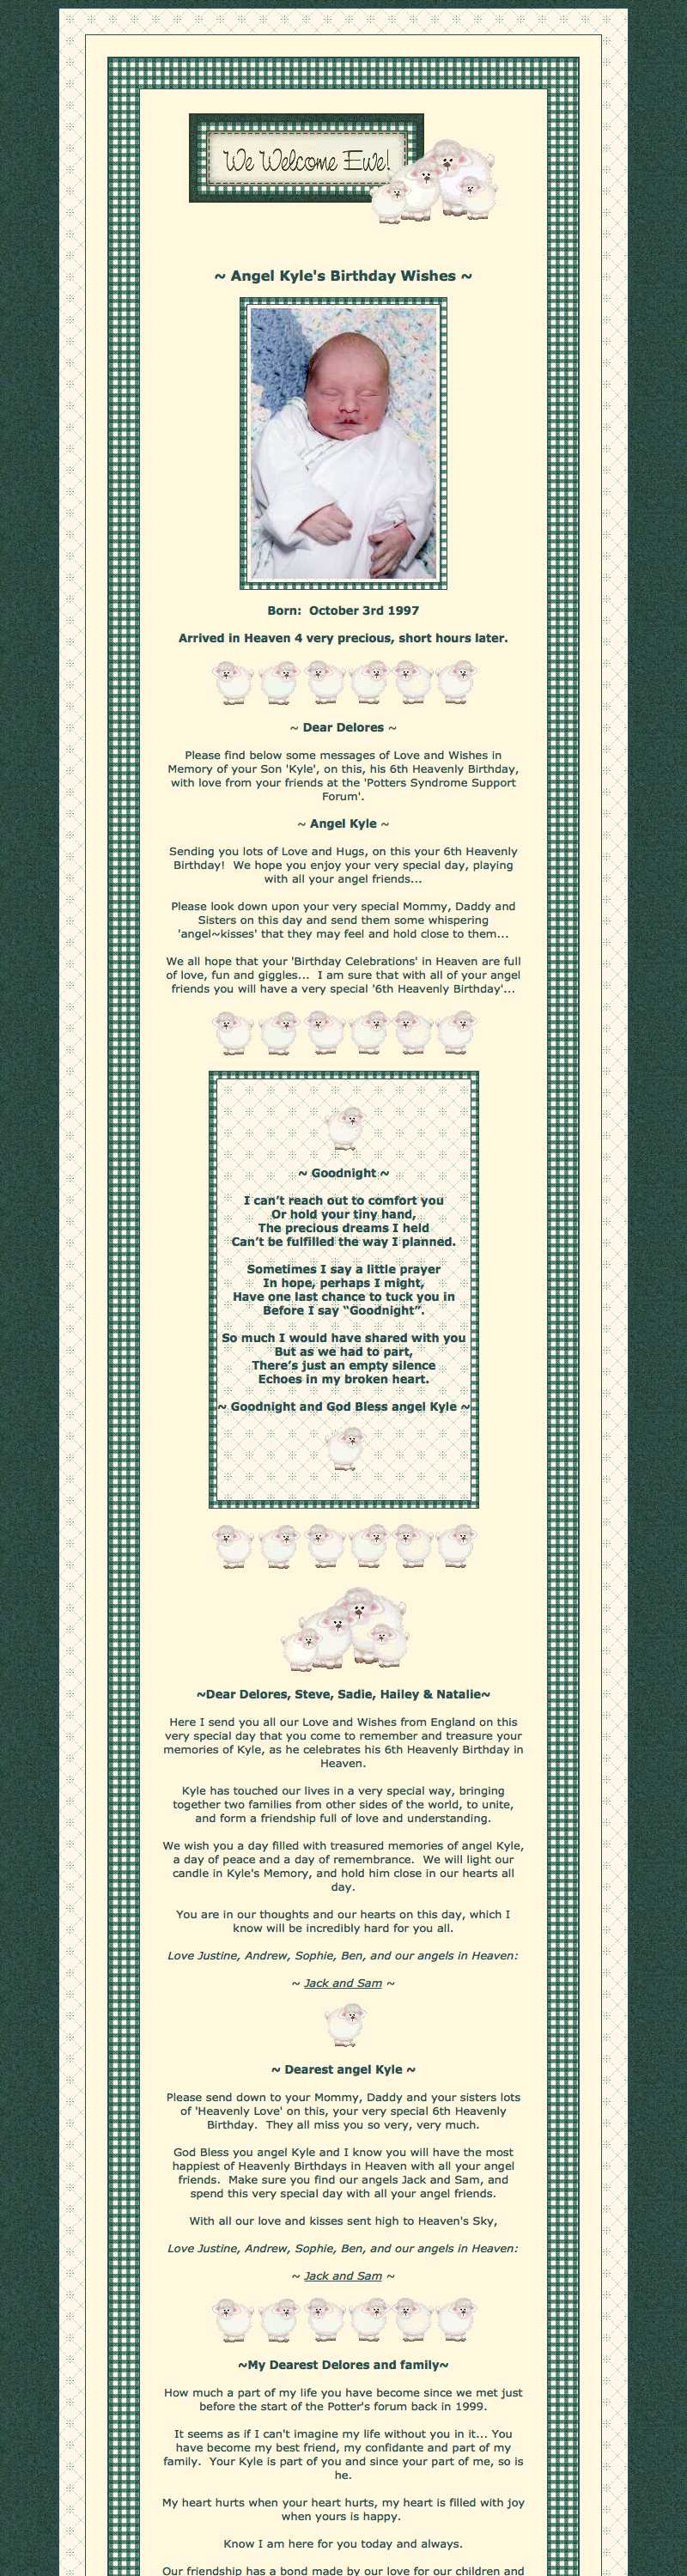 We Welcome Ewe!
~ Angel Kyle's Birthday Wishes ~
Born:  October 3rd 1997
Arrived in Heaven 4 very precious, short hours later.
~ Dear Delores ~
Please find below some messages of Love and Wishes in
Memory of your Son 'Kyle', on this, his 6th Heavenly Birthday,
with love from your friends at the 'Potters Syndrome Support
Forum'.
~ Angel Kyle ~
Sending you lots of Love and Hugs, on this your 6th Heavenly
Birthday!  We hope you enjoy your very special day, playing
with all your angel friends...
Please look down upon your very special Mommy, Daddy and
Sisters on this day and send them some whispering
'angel~kisses' that they may feel and hold close to them...
We all hope that your 'Birthday Celebrations' in Heaven are full
of love, fun and giggles...  I am sure that with all of your angel
friends you will have a very special '6th Heavenly Birthday'...
~ Goodnight ~
I can’t reach out to comfort you
Or hold your tiny hand,
The precious dreams I held
Can’t be fulfilled the way I planned.
Sometimes I say a little prayer
In hope, perhaps I might,
Have one last chance to tuck you in
Before I say “Goodnight”.
So much I would have shared with you
But as we had to part,
There’s just an empty silence
Echoes in my broken heart.
~ Goodnight and God Bless angel Kyle ~
~Dear Delores, Steve, Sadie, Hailey & Natalie~
Here I send you all our Love and Wishes from England on this
very special day that you come to remember and treasure your
memories of Kyle, as he celebrates his 6th Heavenly Birthday in
Heaven.
Kyle has touched our lives in a very special way, bringing
together two families from other sides of the world, to unite,
and form a friendship full of love and understanding.
We wish you a day filled with treasured memories of angel Kyle,
a day of peace and a day of remembrance.  We will light our
candle in Kyle's Memory, and hold him close in our hearts all
day.
You are in our thoughts and our hearts on this day, which I
know will be incredibly hard for you all.
Love Justine, Andrew, Sophie, Ben, and our angels in Heaven:
~ Jack and Sam ~
~ Dearest angel Kyle ~
Please send down to your Mommy, Daddy and your sisters lots
of 'Heavenly Love' on this, your very special 6th Heavenly
Birthday.  They all miss you so very, very much.
God Bless you angel Kyle and I know you will have the most
happiest of Heavenly Birthdays in Heaven with all your angel
friends.  Make sure you find our angels Jack and Sam, and
spend this very special day with all your angel friends.
With all our love and kisses sent high to Heaven's Sky,
Love Justine, Andrew, Sophie, Ben, and our angels in Heaven:
~ Jack and Sam ~
~My Dearest Delores and family~
How much a part of my life you have become since we met just
before the start of the Potter's forum back in 1999.
It seems as if I can't imagine my life without you in it... You
have become my best friend, my confidante and part of my
family.  Your Kyle is part of you and since your part of me, so is
he.
My heart hurts when your heart hurts, my heart is filled with joy
when yours is happy.
Know I am here for you today and always.
Our friendship has a bond made by our love for our children and